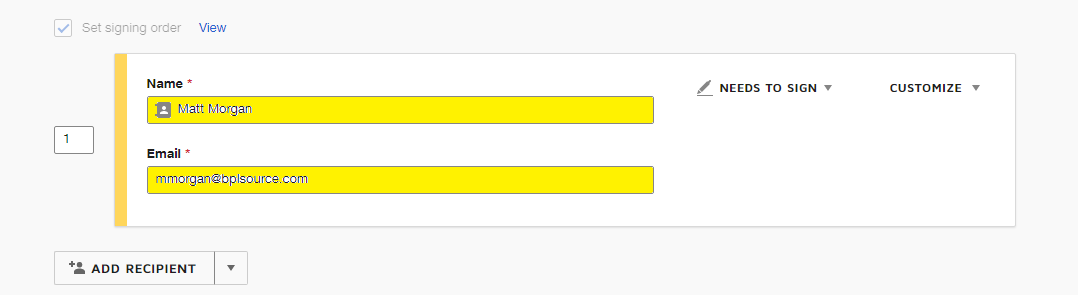 Set signing order View
Name *
NEEDS TO SIGN
CUSTOMIZE
Matt Morgan
1
Email *
mmorgan@bplsource.com
ADD RECIPIENT